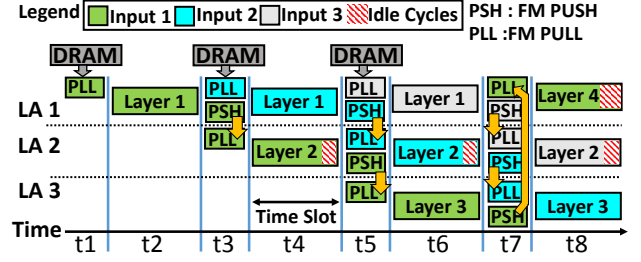 Legend Input 1 Input 2 Input 3 Idle Cycles PSH : FM PUSH
PLL :FM PULL
DRAM DRAM DRAM
LA 1 PLL Layer 1 PLL Layer 1 PLL Layer 1 PLL Layer 4
PSH PSH PSH
LA 2 PLL Layer 2 PLL Layer 2 PLL Layer 2
PSH PSH
LA 3 PLL Layer 3 PLL Layer 3
Time Slot PSH
Time t1 t2 t3 t4 t5 t6 t7 t8